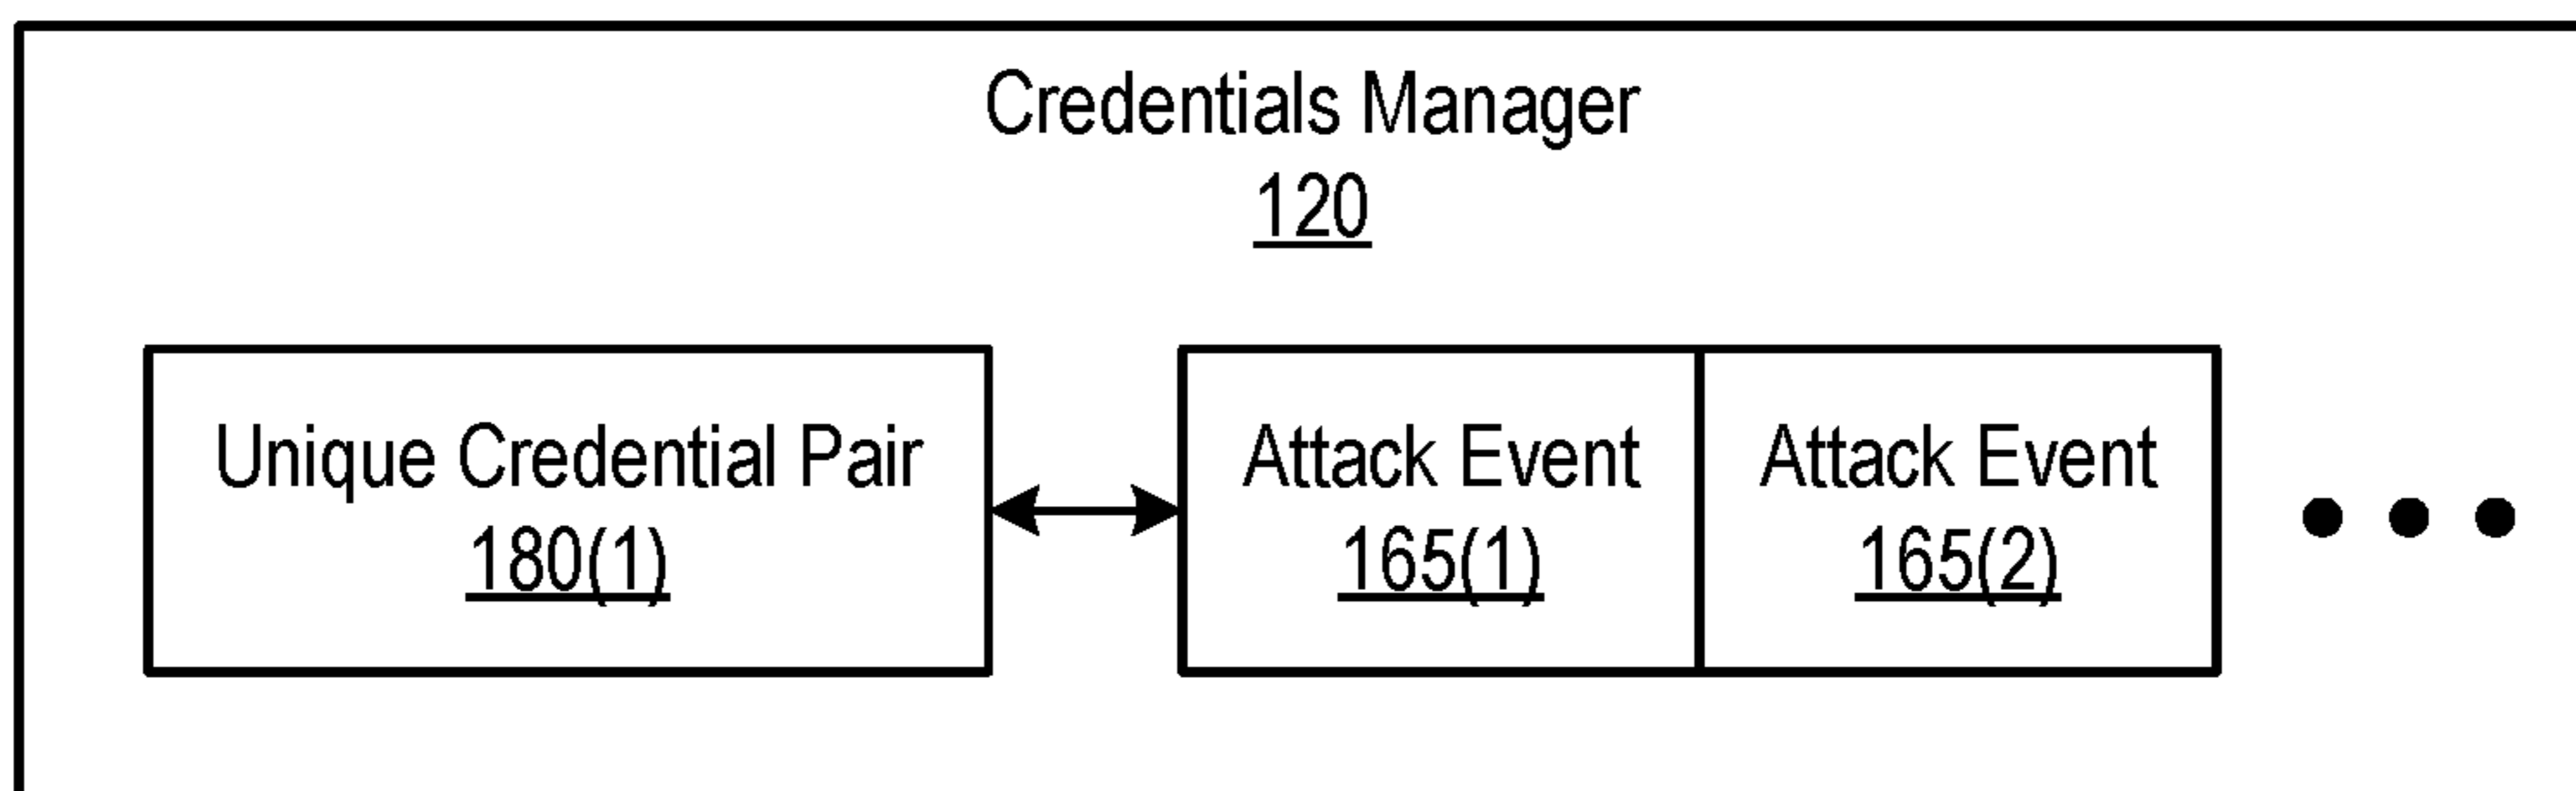 Credentials Manager
120
Unique Credential Pair
180(1)
Attack Event
165(1)
Attack Event
165(2)